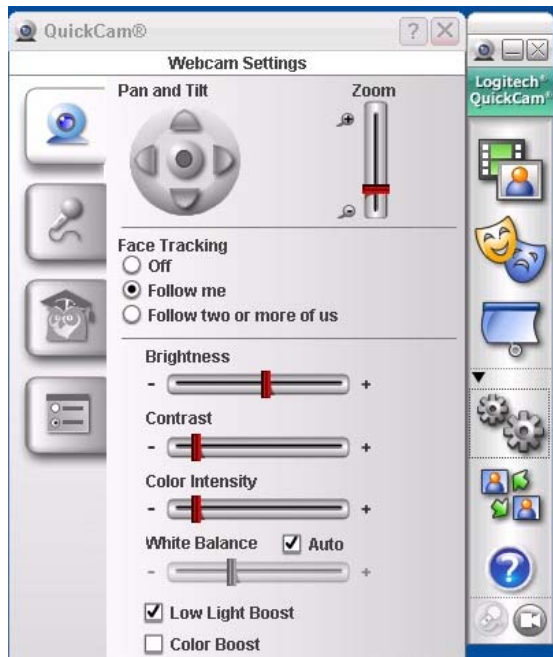 QuickCam®
Webcam Settings
Pan and Tilt
Zoom
Face Tracking
Off
Follow me
Follow two or more of us
Brightness
- +
Contrast
- +
Color Intensity
- +
White Balance Auto
- +
Low Light Boost
Color Boost
Logitech®
QuickCam®